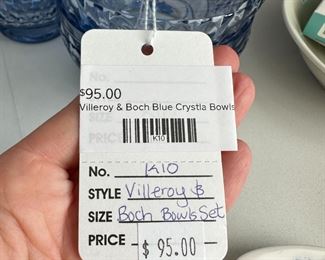 No.
$95.00
Villeroy & Boch Blue Crystla Bowls
PRICE
K10
No. K10
STYLE Villeroy &
SIZE Boch Bowls Set
PRICE $ 95.00